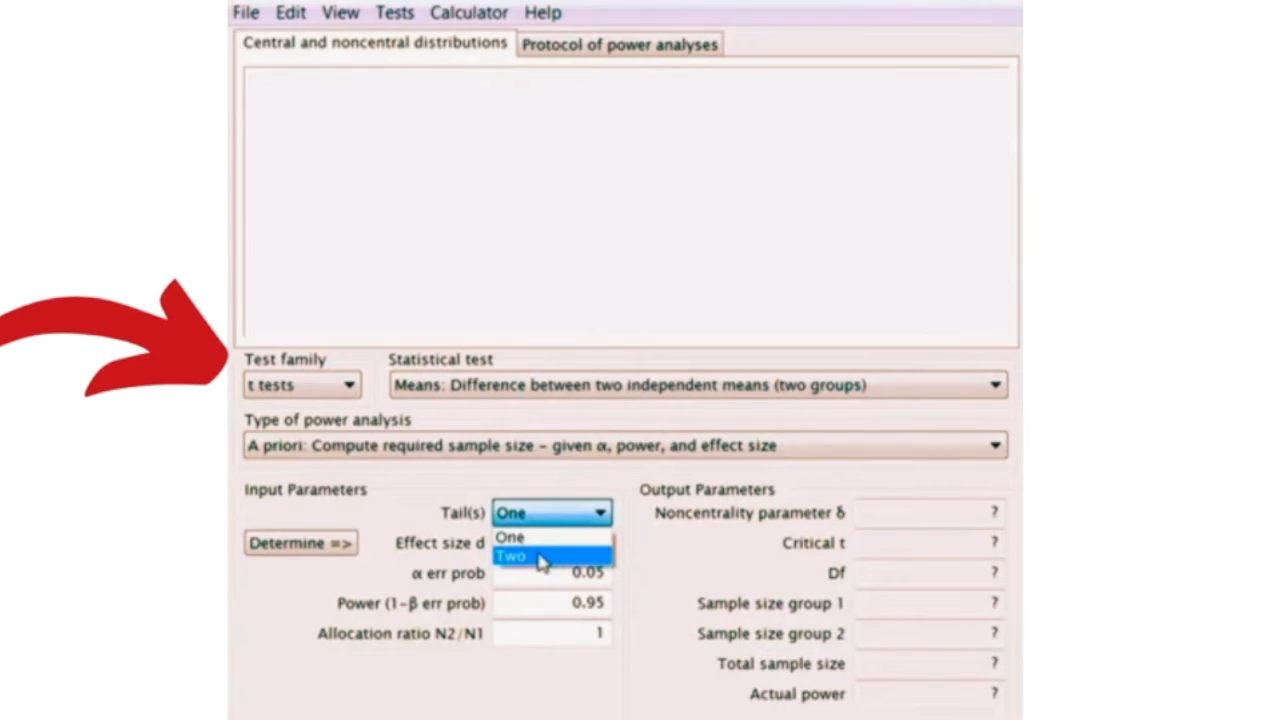 File Edit View Tests Calculator Help
Central and noncentral distributions Protocol of power analyses
Test family Statistical test
t tests Means: Difference between two independent means (two groups)
Type of power analysis
A priori: Compute required sample size – given α, power, and effect size
Input Parameters Output Parameters
Tail(s) One Noncentrality parameter δ ?
One
Determine => Effect size d Critical t ?
Two
α err prob 0.05 Df ?
Power (1–β err prob) 0.95 Sample size group 1 ?
Allocation ratio N2/N1 1 Sample size group 2 ?
Total sample size ?
Actual power ?